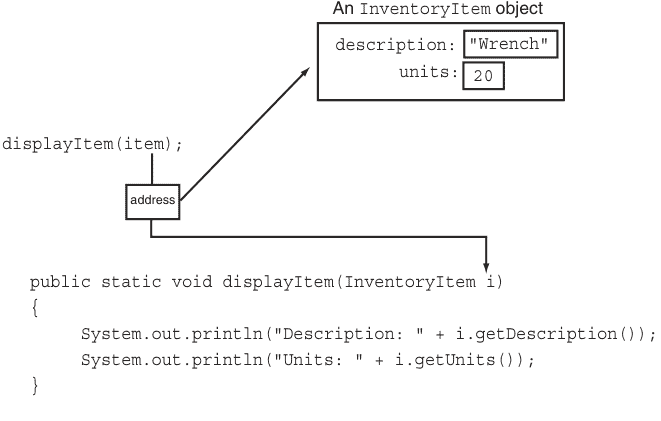 An InventoryItem object
description: "Wrench"
units: 20
displayItem(item);
address
public static void displayItem(InventoryItem i)
{
System.out.println("Description: " + i.getDescription());
System.out.println("Units: " + i.getUnits());
}